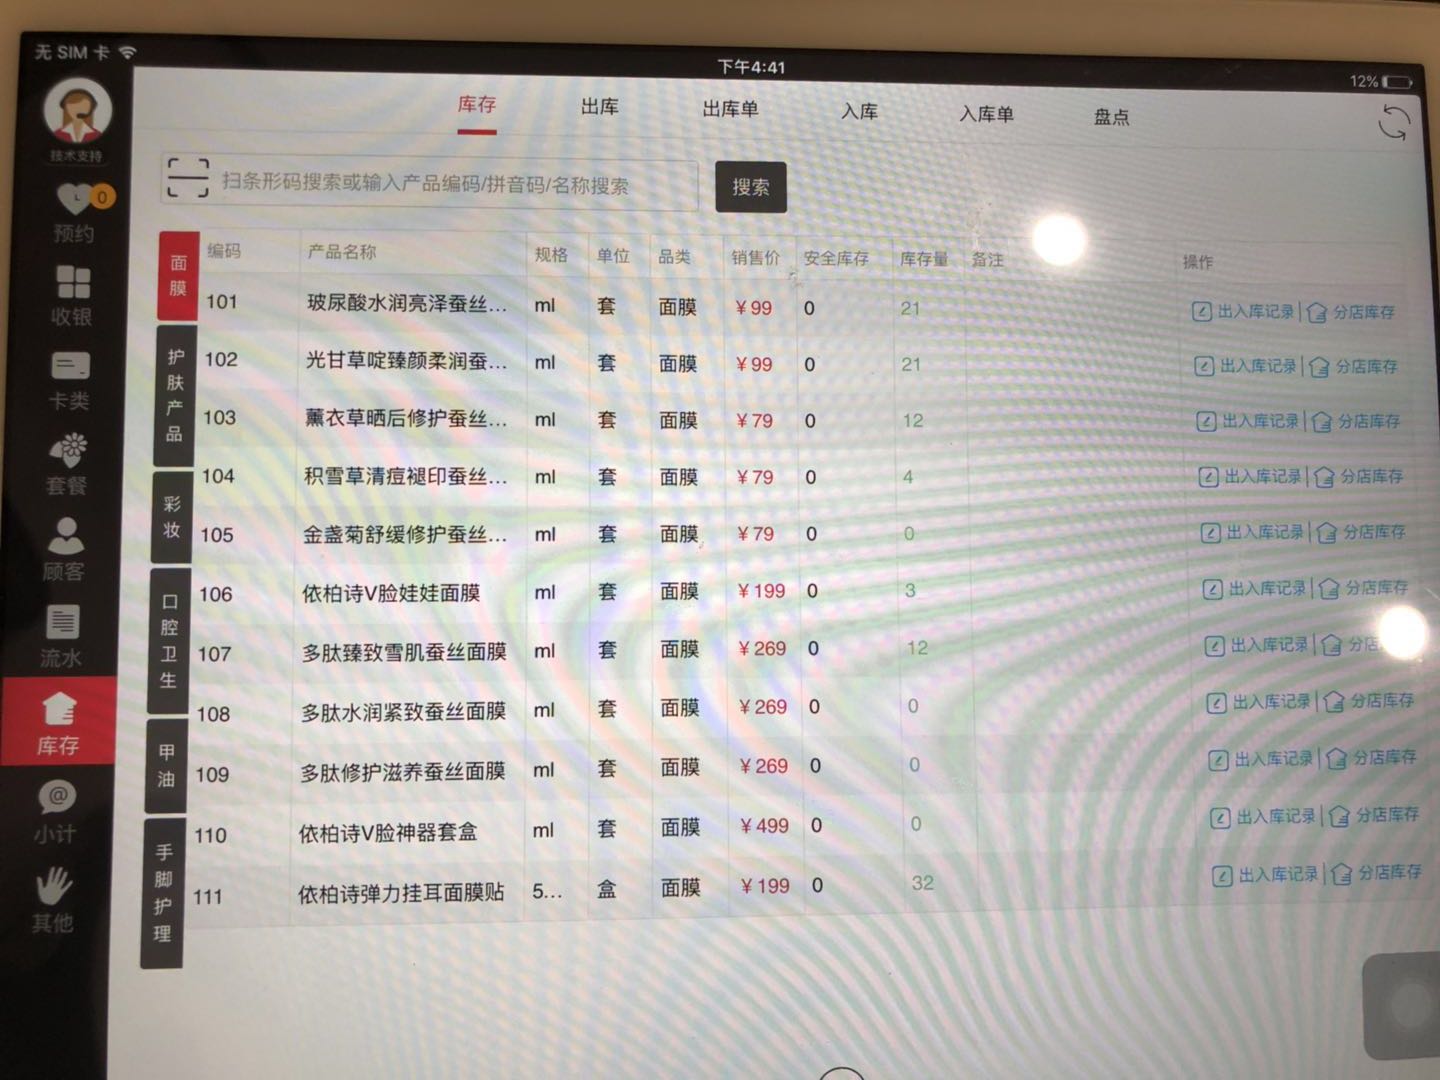 无 SIM 卡
下午4:41
12%
技术支持
0
预约
收银
卡类
套餐
顾客
流水
库存
小计
其他
库存 出库 出库单 入库 入库单 盘点
扫条形码搜索或输入产品编码/拼音码/名称搜索
搜索
面膜
护肤产品
彩妆
口腔卫生
甲油
手脚护理
编码 产品名称 规格 单位 品类 销售价 安全库存 库存量 备注 操作
101 玻尿酸水润亮泽蚕丝... ml 套 面膜 ¥99 0 21 出入库记录 | 分店库存
102 光甘草啶臻颜柔润蚕... ml 套 面膜 ¥99 0 21 出入库记录 | 分店库存
103 薰衣草晒后修护蚕丝... ml 套 面膜 ¥79 0 12 出入库记录 | 分店库存
104 积雪草清痘褪印蚕丝... ml 套 面膜 ¥79 0 4 出入库记录 | 分店库存
105 金盏菊舒缓修护蚕丝... ml 套 面膜 ¥79 0 0 出入库记录 | 分店库存
106 依柏诗V脸娃娃面膜 ml 套 面膜 ¥199 0 3 出入库记录 | 分店库存
107 多肽臻致雪肌蚕丝面膜 ml 套 面膜 ¥269 0 12 出入库记录 | 分店
108 多肽水润紧致蚕丝面膜 ml 套 面膜 ¥269 0 0 出入库记录 | 分店库存
109 多肽修护滋养蚕丝面膜 ml 套 面膜 ¥269 0 0 出入库记录 | 分店库存
110 依柏诗V脸神器套盒 ml 套 面膜 ¥499 0 0 出入库记录 | 分店库存
111 依柏诗弹力挂耳面膜贴 5... 盒 面膜 ¥199 0 32 出入库记录 | 分店库存